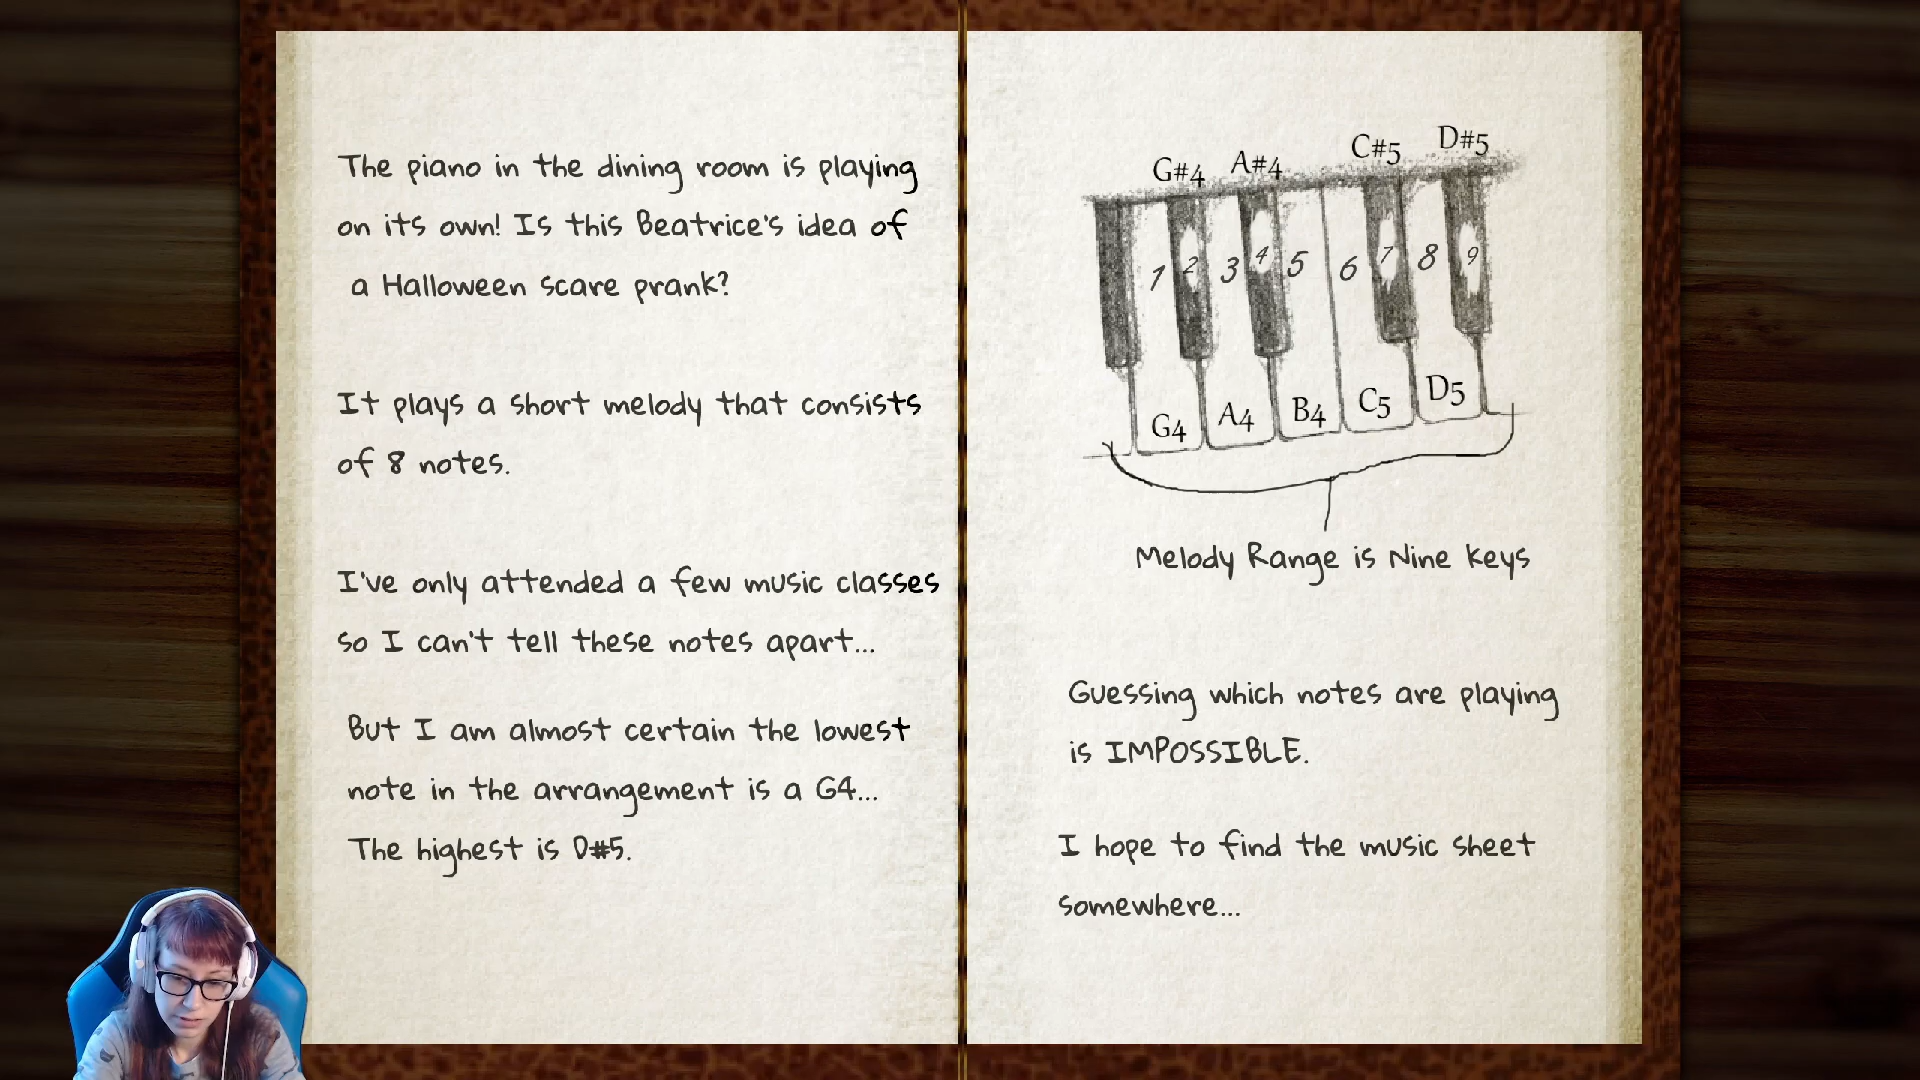 The piano in the dining room is playing
on its own! Is this Beatrice's idea of
a Halloween scare prank?
It plays a short melody that consists
of 8 notes.
I've only attended a few music classes
so I can't tell these notes apart...
But I am almost certain the lowest
note in the arrangement is a G4...
The highest is D#5.
G#4 A#4 C#5 D#5
1 2 3 4 5 6 7 8 9
G4 A4 B4 C5 D5
Melody Range is Nine keys
Guessing which notes are playing
is IMPOSSIBLE.
I hope to find the music sheet
somewhere...